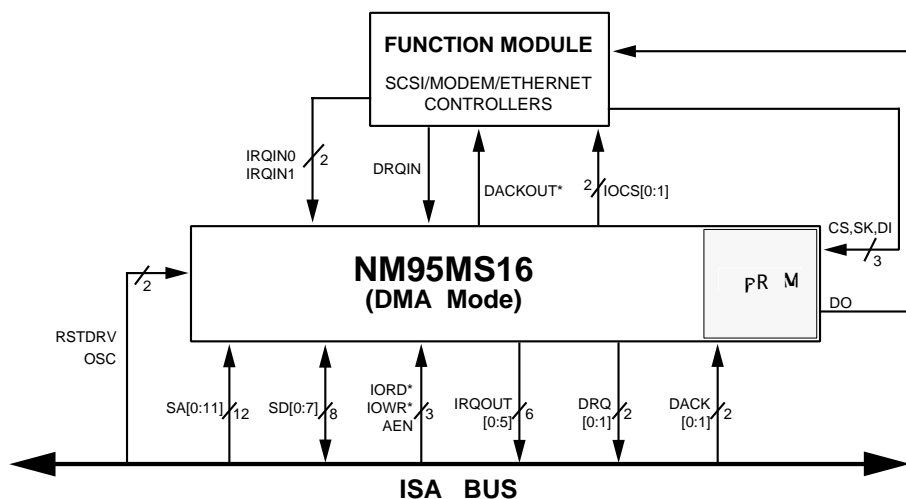 FUNCTION MODULE
SCSI/MODEM/ETHERNET
CONTROLLERS
IRQIN0
IRQIN1
2
DRQIN
DACKOUT*
2
IOCS[0:1]
CS,SK,DI
3
NM95MS16
(DMA Mode)
PR M
DO
2
RSTDRV
OSC
SA[0:11]
12
SD[0:7]
8
IORD*
IOWR*
AEN
3
IRQOUT
[0:5]
6
DRQ
[0:1]
2
DACK
[0:1]
2
ISA BUS